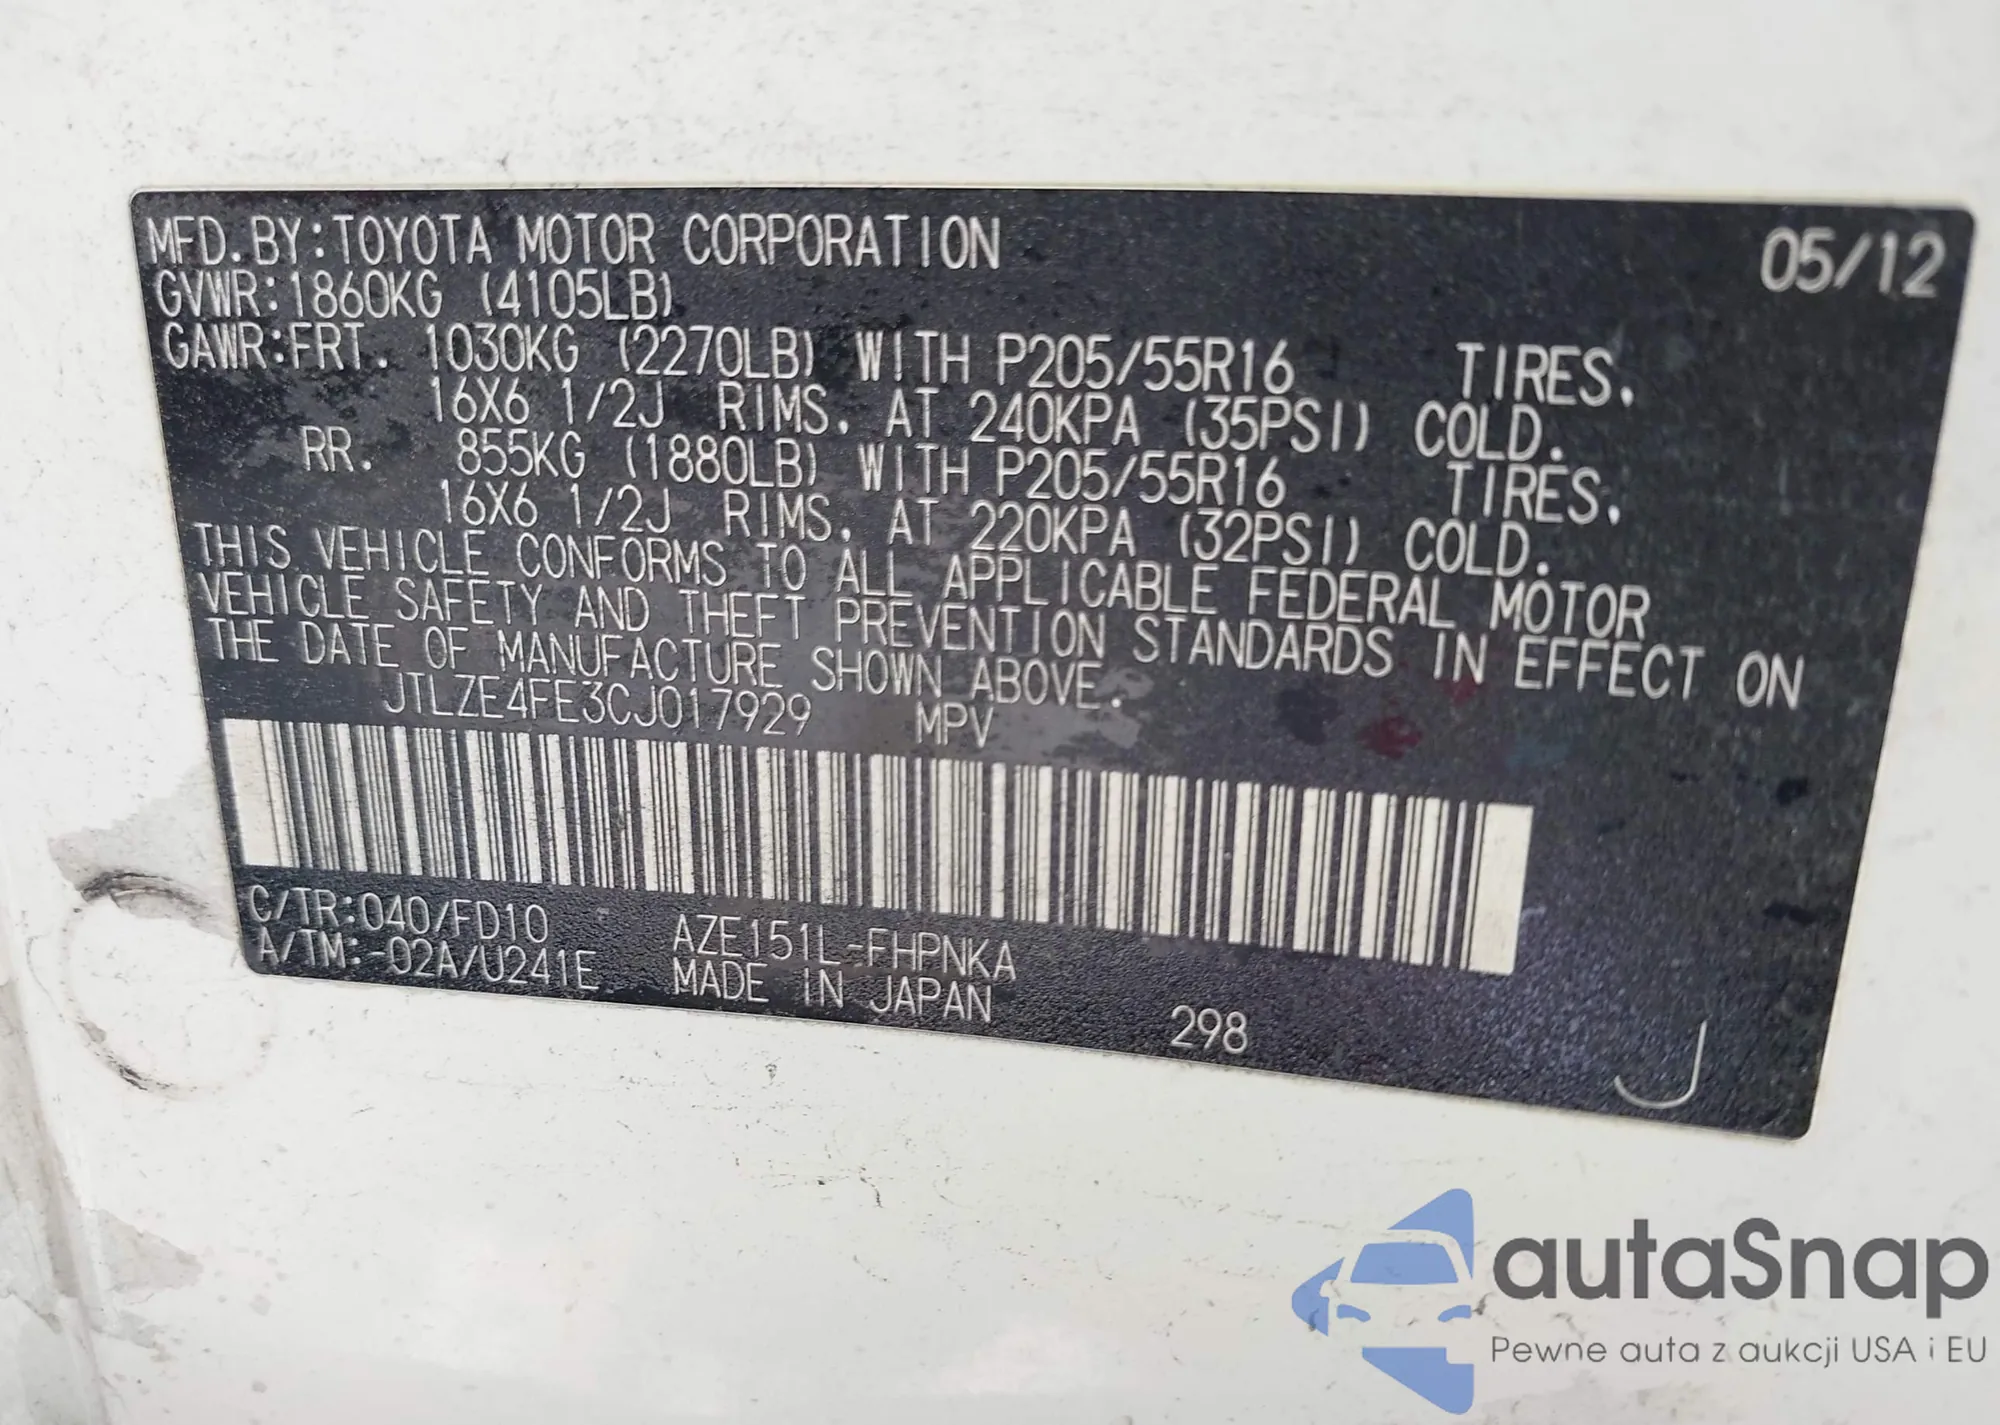 MFD.BY:TOYOTA MOTOR CORPORATION 05/12
GVWR:1860KG (4105LB)
GAWR:FRT. 1030KG (2270LB) WITH P205/55R16 TIRES.
16X6 1/2J RIMS. AT 240KPA (35PSI) COLD.
RR. 855KG (1880LB) WITH P205/55R16 TIRES.
16X6 1/2J RIMS. AT 220KPA (32PSI) COLD.
THIS VEHICLE CONFORMS TO ALL APPLICABLE FEDERAL MOTOR
VEHICLE SAFETY AND THEFT PREVENTION STANDARDS IN EFFECT ON
THE DATE OF MANUFACTURE SHOWN ABOVE.
JTLZE4FE3CJ017929 MPV
C/TR:040/FD10 AZE151L-FHPNKA
A/TM:-02A/U241E MADE IN JAPAN
298 J
autaSnap
Pewne auta z aukcji USA i EU